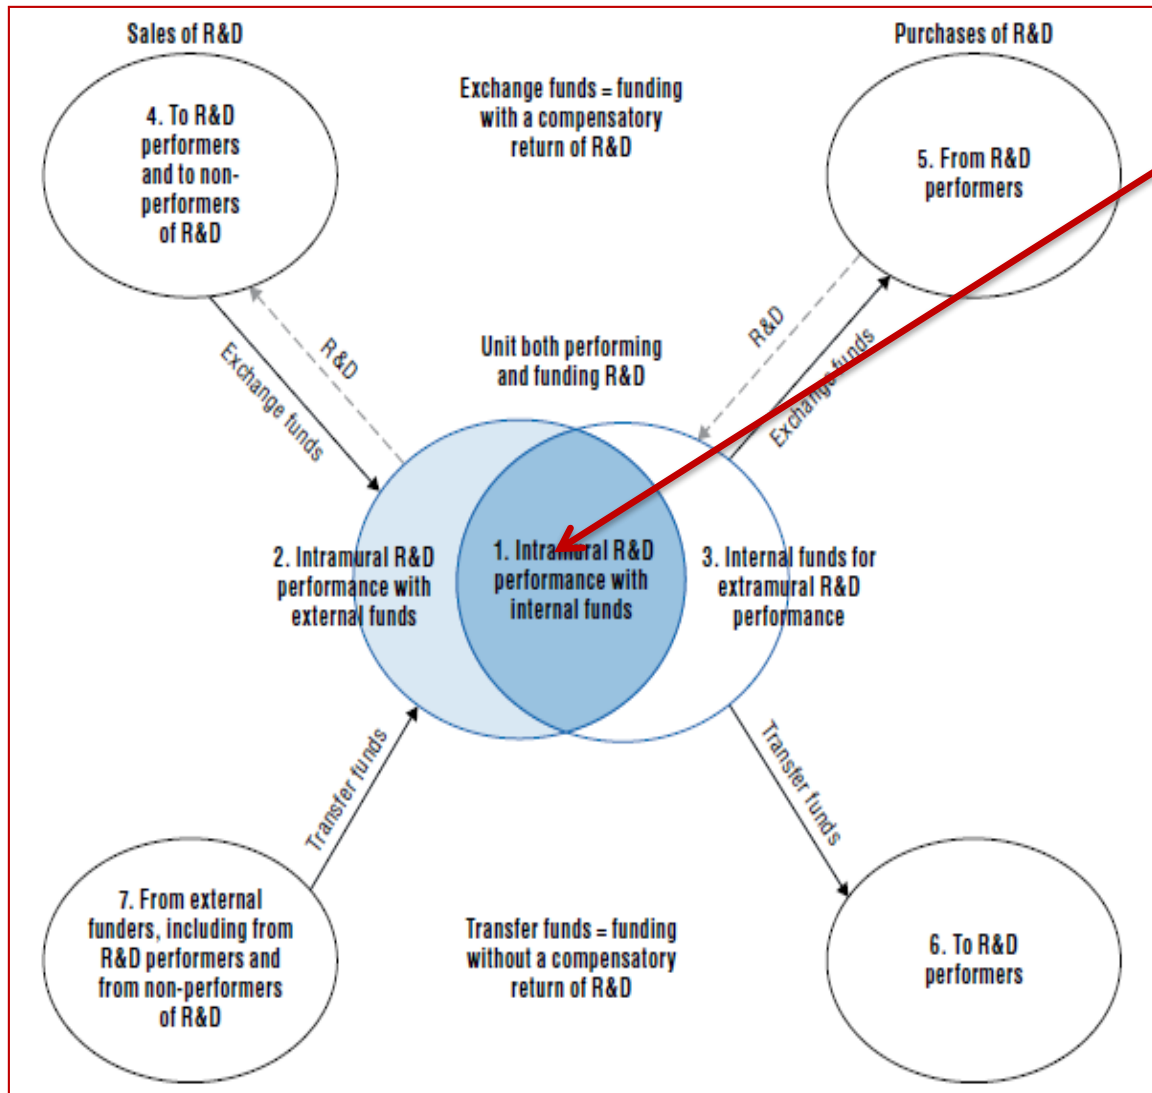 Sales of R&D
Purchases of R&D
4. To R&D
performers
and to non-
performers
of R&D
Exchange funds = funding
with a compensatory
return of R&D
5. From R&D
performers
Exchange funds
R&D
Unit both performing
and funding R&D
R&D
Exchange funds
2. Intramural R&D
performance with
external funds
1. Intramural R&D
performance with
internal funds
3. Internal funds for
extramural R&D
performance
Transfer funds
Transfer funds
7. From external
funders, including from
R&D performers and
from non-performers
of R&D
Transfer funds = funding
without a compensatory
return of R&D
6. To R&D
performers